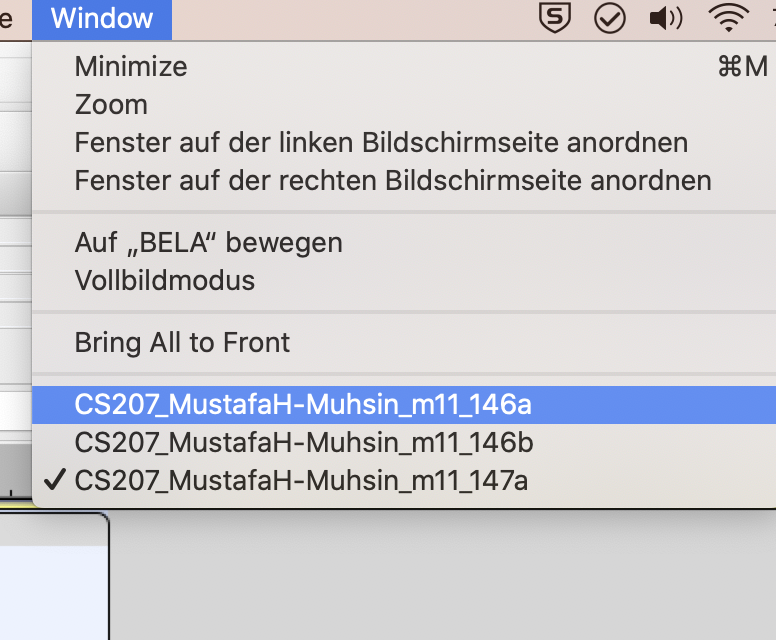 e Window
Minimize ⌘M
Zoom
Fenster auf der linken Bildschirmseite anordnen
Fenster auf der rechten Bildschirmseite anordnen
Auf „BELA“ bewegen
Vollbildmodus
Bring All to Front
CS207_MustafaH-Muhsin_m11_146a
CS207_MustafaH-Muhsin_m11_146b
✓ CS207_MustafaH-Muhsin_m11_147a